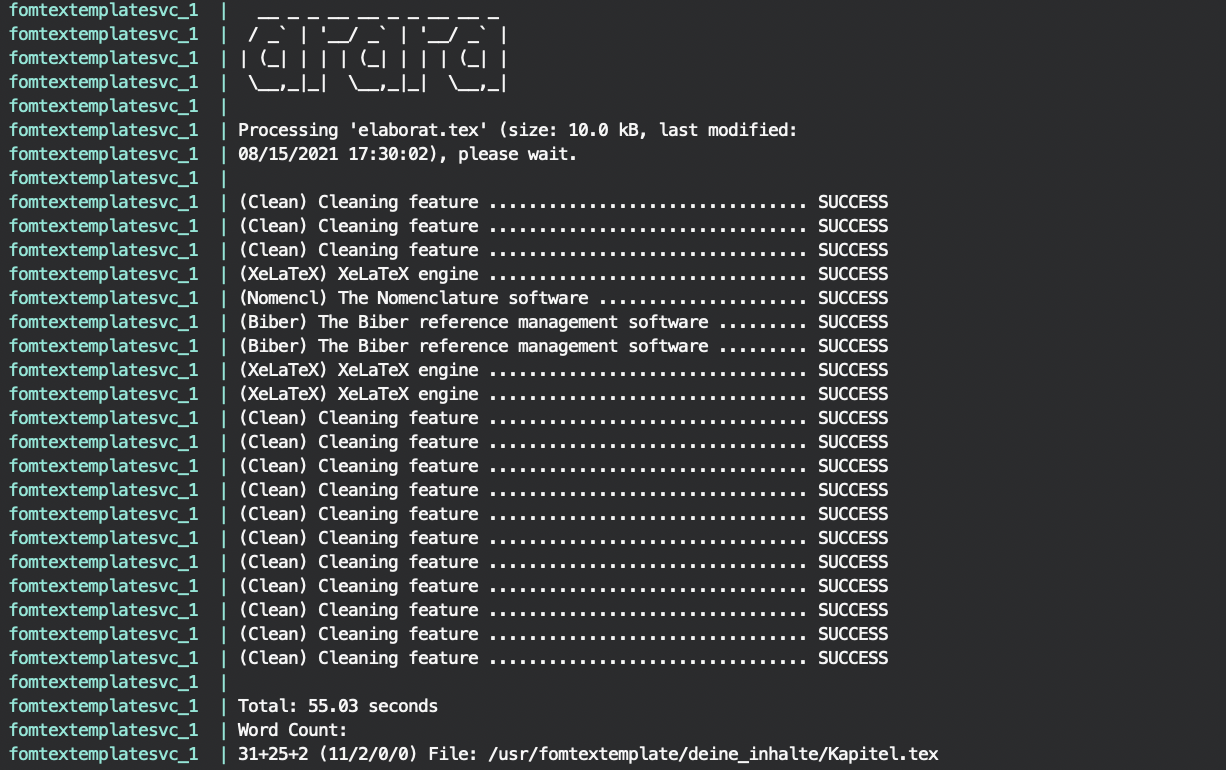 fomtextemplatesvc_1  |   __ _ _ __ __ _ _ __ __ _
fomtextemplatesvc_1  |  / _` | '__/ _` | '__/ _` |
fomtextemplatesvc_1  | | (_| | | | (_| | | | (_| |
fomtextemplatesvc_1  |  \__,_|_|  \__,_|_|  \__,_|
fomtextemplatesvc_1  |
fomtextemplatesvc_1  | Processing 'elaborat.tex' (size: 10.0 kB, last modified:
fomtextemplatesvc_1  | 08/15/2021 17:30:02), please wait.
fomtextemplatesvc_1  |
fomtextemplatesvc_1  | (Clean) Cleaning feature ................................ SUCCESS
fomtextemplatesvc_1  | (Clean) Cleaning feature ................................ SUCCESS
fomtextemplatesvc_1  | (Clean) Cleaning feature ................................ SUCCESS
fomtextemplatesvc_1  | (XeLaTeX) XeLaTeX engine ................................ SUCCESS
fomtextemplatesvc_1  | (Nomencl) The Nomenclature software ..................... SUCCESS
fomtextemplatesvc_1  | (Biber) The Biber reference management software ......... SUCCESS
fomtextemplatesvc_1  | (Biber) The Biber reference management software ......... SUCCESS
fomtextemplatesvc_1  | (XeLaTeX) XeLaTeX engine ................................ SUCCESS
fomtextemplatesvc_1  | (XeLaTeX) XeLaTeX engine ................................ SUCCESS
fomtextemplatesvc_1  | (Clean) Cleaning feature ................................ SUCCESS
fomtextemplatesvc_1  | (Clean) Cleaning feature ................................ SUCCESS
fomtextemplatesvc_1  | (Clean) Cleaning feature ................................ SUCCESS
fomtextemplatesvc_1  | (Clean) Cleaning feature ................................ SUCCESS
fomtextemplatesvc_1  | (Clean) Cleaning feature ................................ SUCCESS
fomtextemplatesvc_1  | (Clean) Cleaning feature ................................ SUCCESS
fomtextemplatesvc_1  | (Clean) Cleaning feature ................................ SUCCESS
fomtextemplatesvc_1  | (Clean) Cleaning feature ................................ SUCCESS
fomtextemplatesvc_1  | (Clean) Cleaning feature ................................ SUCCESS
fomtextemplatesvc_1  | (Clean) Cleaning feature ................................ SUCCESS
fomtextemplatesvc_1  | (Clean) Cleaning feature ................................ SUCCESS
fomtextemplatesvc_1  |
fomtextemplatesvc_1  | Total: 55.03 seconds
fomtextemplatesvc_1  | Word Count:
fomtextemplatesvc_1  | 31+25+2 (11/2/0/0) File: /usr/fomtextemplate/deine_inhalte/Kapitel.tex